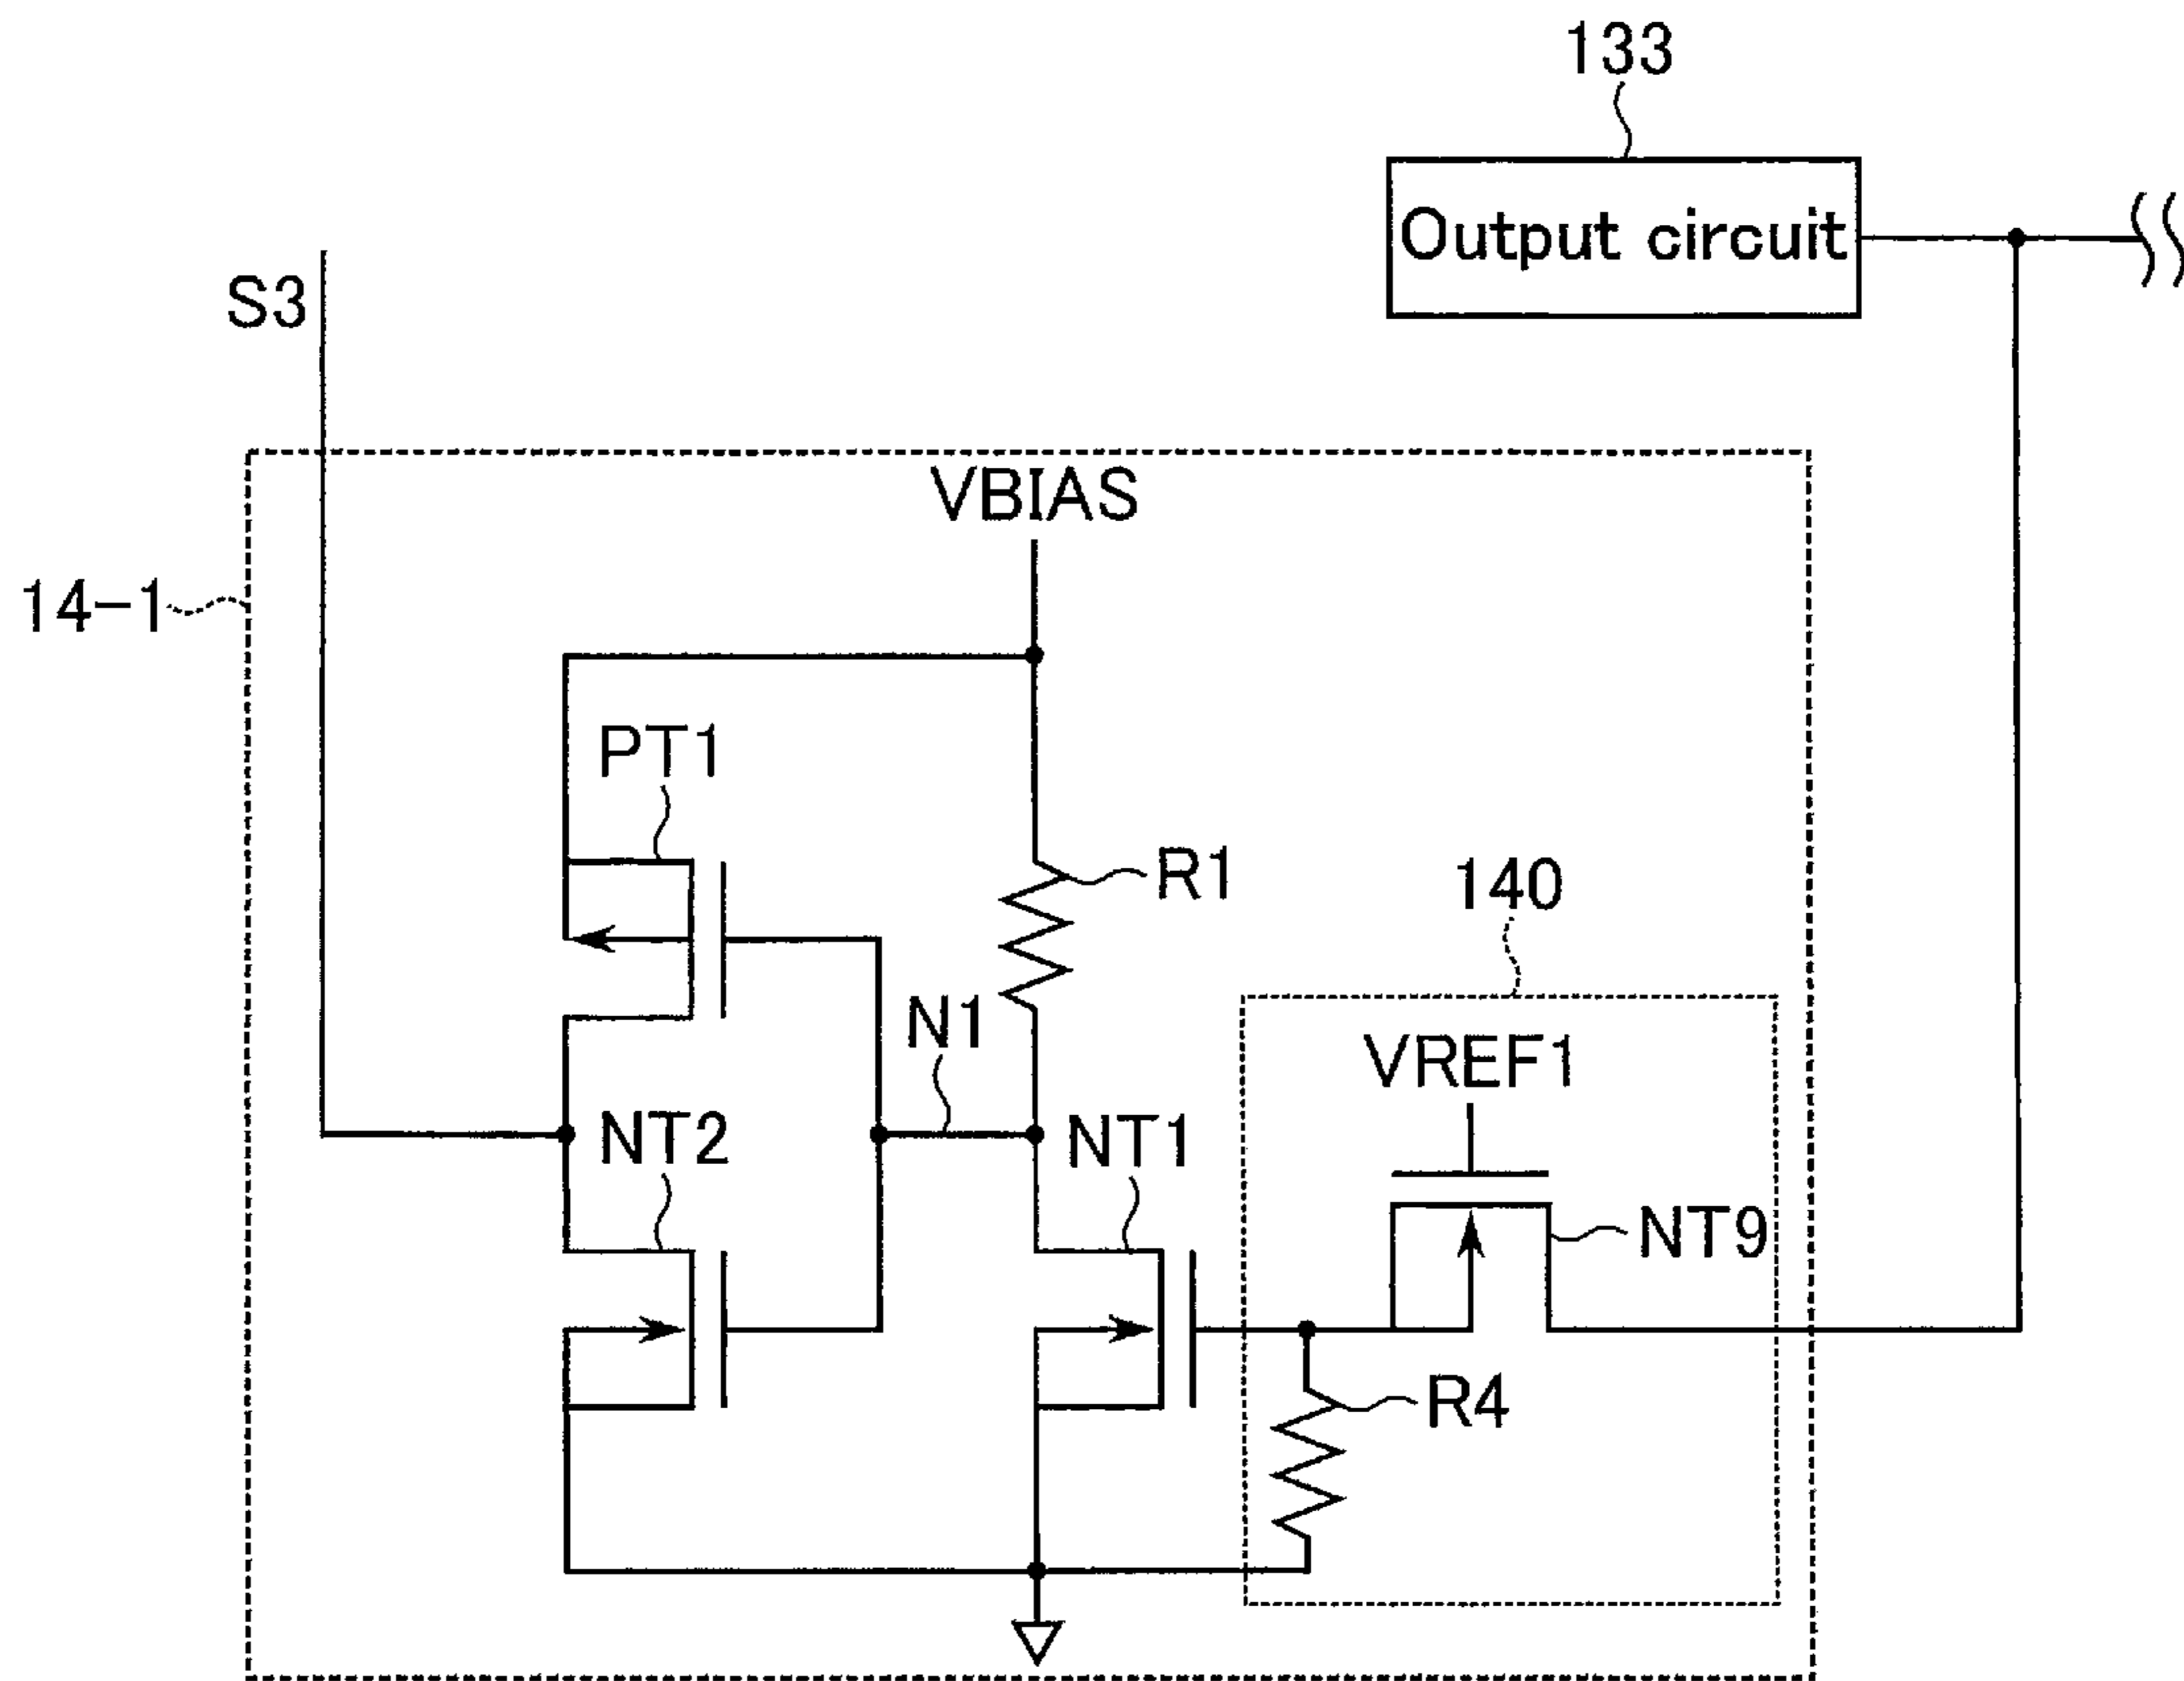 133
Output circuit
S3
VBIAS
14-1
PT1
R1
140
N1
VREF1
NT2
NT1
NT9
R4